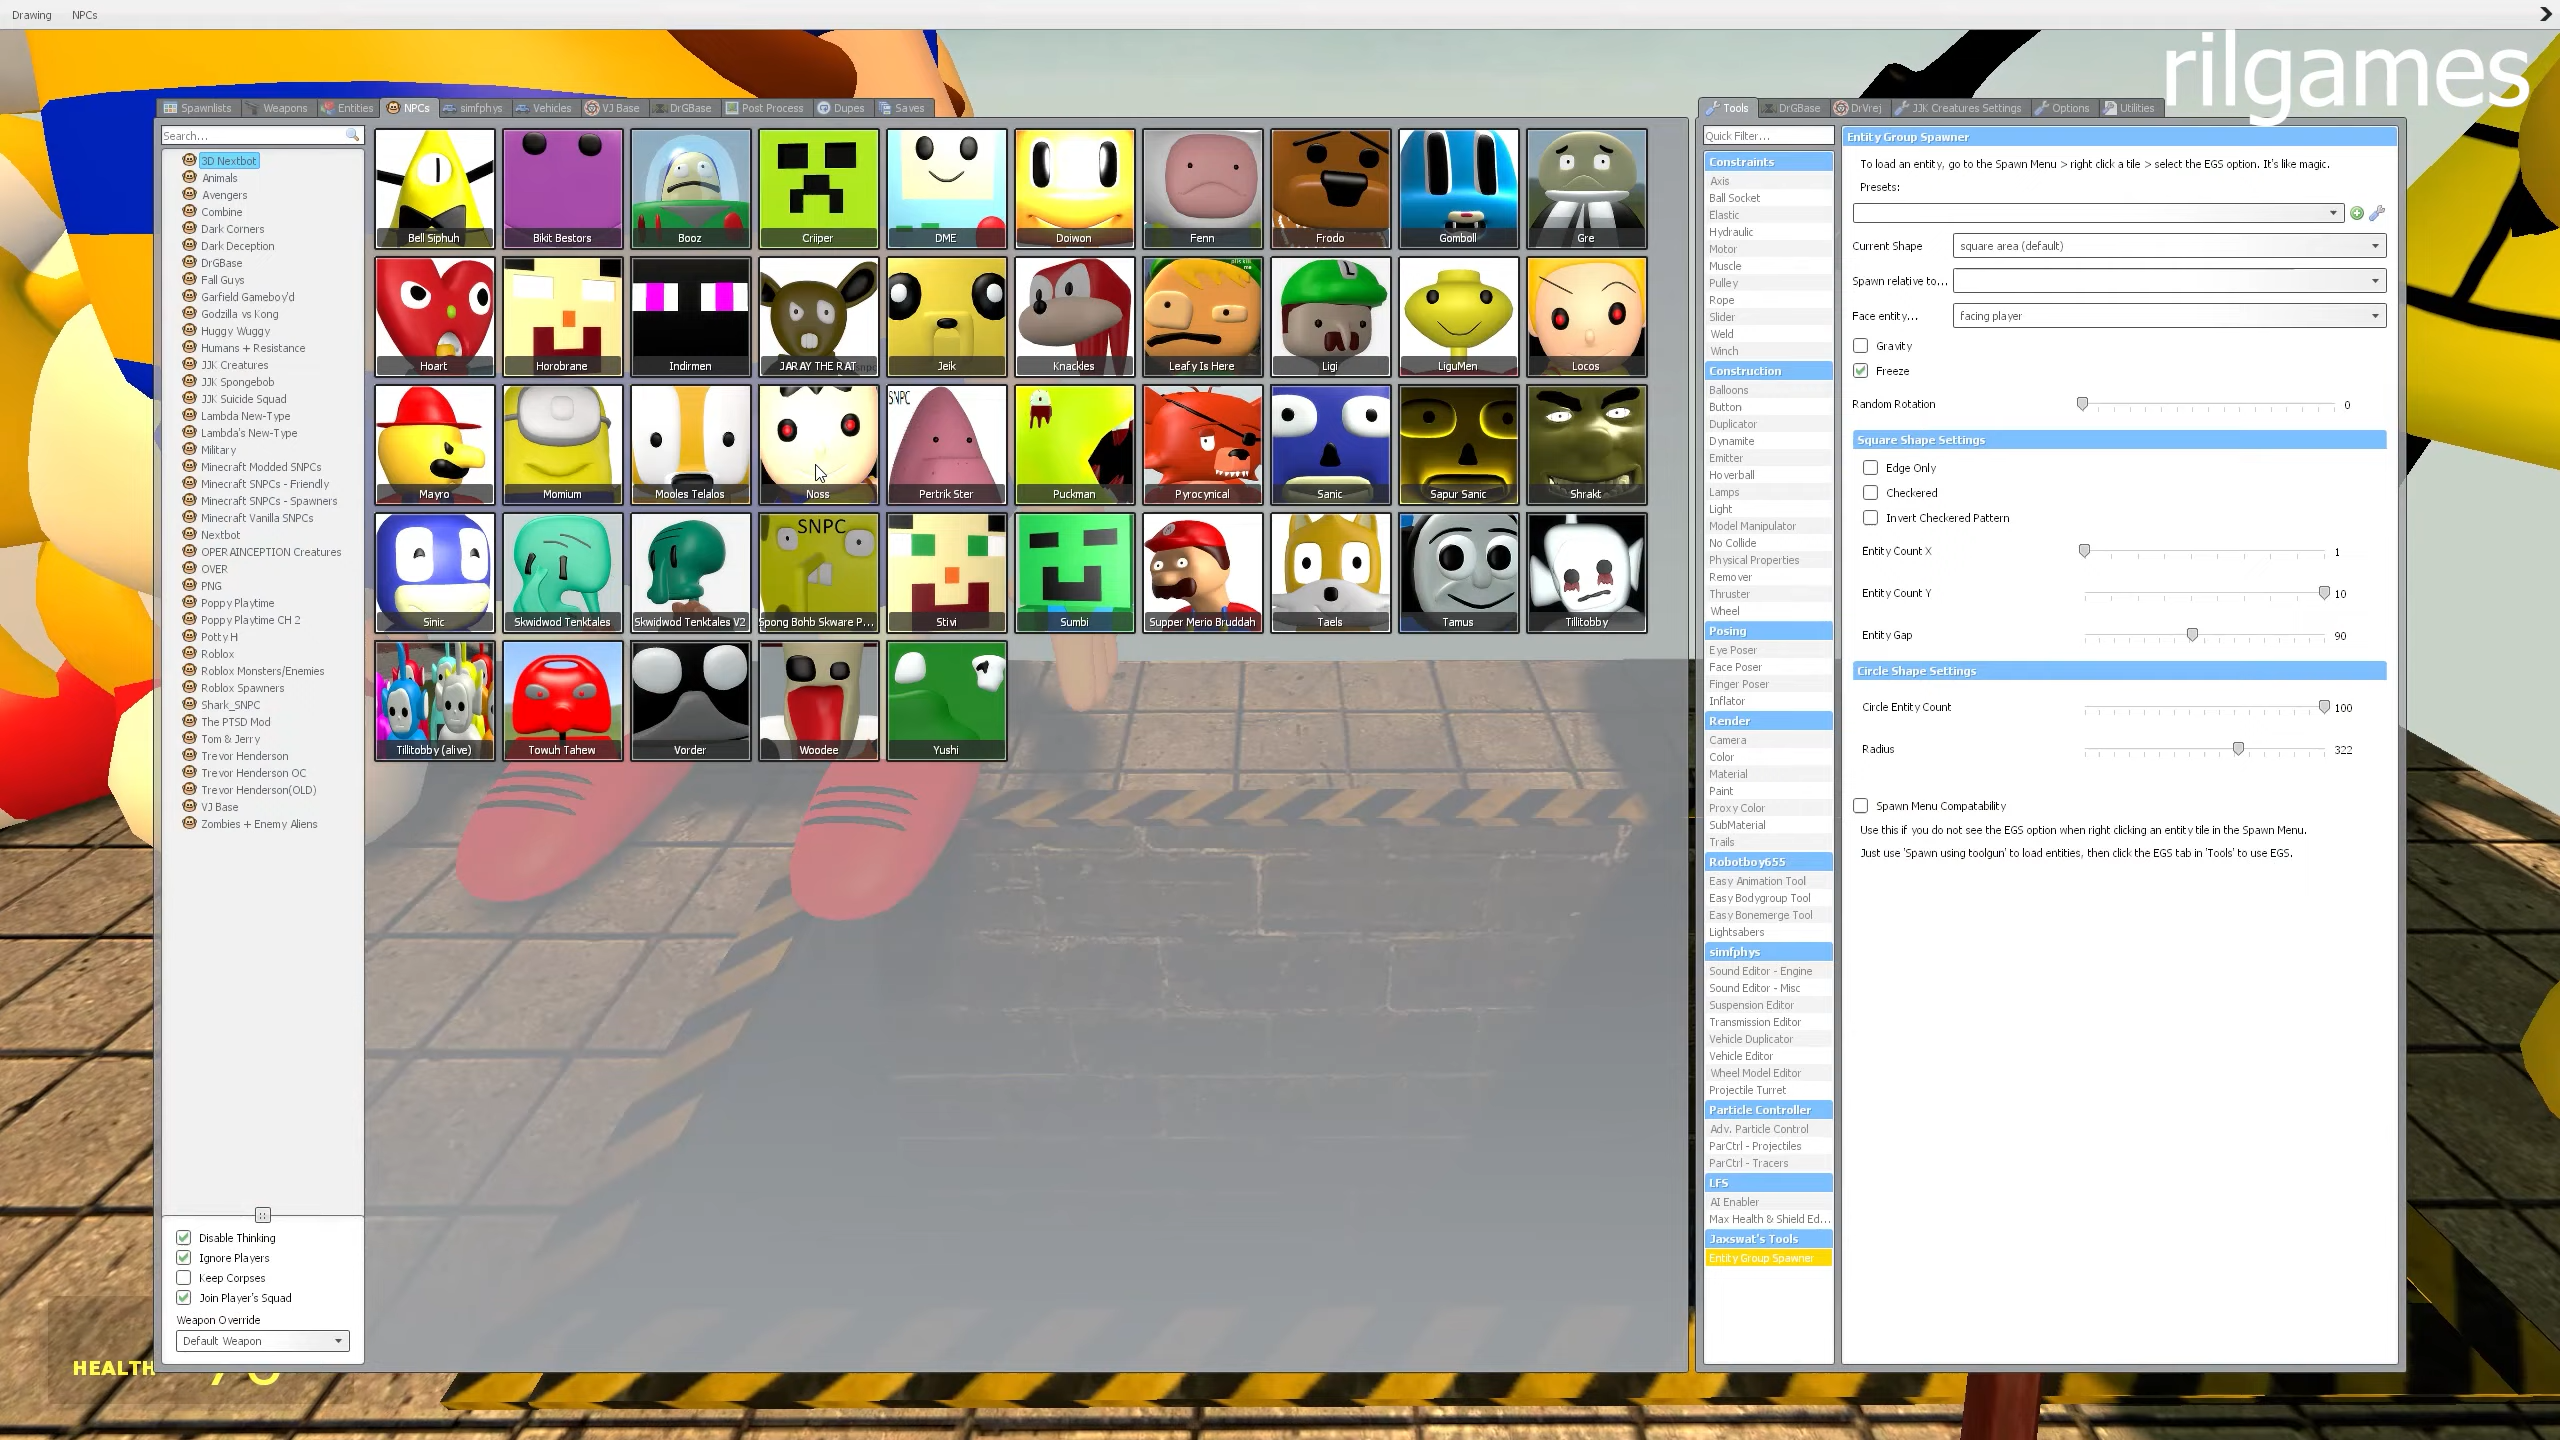 Drawing NPCs
rilgames
Spawnlists Weapons Entities NPCs simfphys Vehicles VJ Base DrGBase Post Process Dupes Saves
Search...
3D Nextbot
Animals
Avengers
Combine
Dark Corners
Dark Deception
DrGBase
Fall Guys
Garfield Gameboy'd
Godzilla vs Kong
Huggy Wuggy
Humans + Resistance
JJK Creatures
JJK Spongebob
JJK Suicide Squad
Lambda New-Type
Lambda's New-Type
Military
Minecraft Modded SNPCs
Minecraft SNPCs - Friendly
Minecraft SNPCs - Spawners
Minecraft Vanilla SNPCs
Nextbot
OPERAINCEPTION Creatures
OVER
PNG
Poppy Playtime
Poppy Playtime CH 2
Potty H
Roblox
Roblox Monsters/Enemies
Roblox Spawners
Shark_SNPC
The PTSD Mod
Tom & Jerry
Trevor Henderson
Trevor Henderson OC
Trevor Henderson(OLD)
VJ Base
Zombies + Enemy Aliens
Disable Thinking
Ignore Players
Keep Corpses
Join Player's Squad
Weapon Override
Default Weapon
HEALTH
Bell Siphuh Bikit Bestors Booz Criiper DME Doiwon Fenn Frodo Gomboll Gre
Hoart Horobrane Indirmen JARAY THE RAT Jeik Knackles Leafy Is Here Ligi LiguMen Locos
SNPC
Mayro Momium Mooles Telalos Noss Pertrik Ster Puckman Pyrocynical Sanic Sapur Sanic Shrakt
SNPC
Sinic Skwidwod Tenktales Skwidwod Tenktales V2 Spong Bohb Skware P... Stivi Sumbi Supper Merio Bruddah Taels Tamus Tillitobby
Tillitobby (alive) Towuh Tahew Vorder Woodee Yushi
Tools DrGBase DrVrej JJK Creatures Settings Options Utilities
Quick Filter...
Constraints
Axis
Ball Socket
Elastic
Hydraulic
Motor
Muscle
Pulley
Rope
Slider
Weld
Winch
Construction
Balloons
Button
Duplicator
Dynamite
Emitter
Hoverball
Lamps
Light
Model Manipulator
No Collide
Physical Properties
Remover
Thruster
Wheel
Posing
Eye Poser
Face Poser
Finger Poser
Inflator
Render
Camera
Color
Material
Paint
Proxy Color
SubMaterial
Trails
Robotboy655
Easy Animation Tool
Easy Bodygroup Tool
Easy Bonemerge Tool
Lightsabers
simfphys
Sound Editor - Engine
Sound Editor - Misc
Suspension Editor
Transmission Editor
Vehicle Duplicator
Vehicle Editor
Wheel Model Editor
Projectile Turret
Particle Controller
Adv. Particle Control
ParCtrl - Projectiles
ParCtrl - Tracers
LFS
AI Enabler
Max Health & Shield Ed...
Jaxswat's Tools
Entity Group Spawner
Entity Group Spawner
To load an entity, go to the Spawn Menu > right click a tile > select the EGS option. It's like magic.
Presets:
Current Shape square area (default)
Spawn relative to...
Face entity... facing player
Gravity
Freeze
Random Rotation 0
Square Shape Settings
Edge Only
Checkered
Invert Checkered Pattern
Entity Count X 1
Entity Count Y 10
Entity Gap 90
Circle Shape Settings
Circle Entity Count 100
Radius 322
Spawn Menu Compatability
Use this if you do not see the EGS option when right clicking an entity tile in the Spawn Menu.
Just use 'Spawn using toolgun' to load entities, then click the EGS tab in 'Tools' to use EGS.